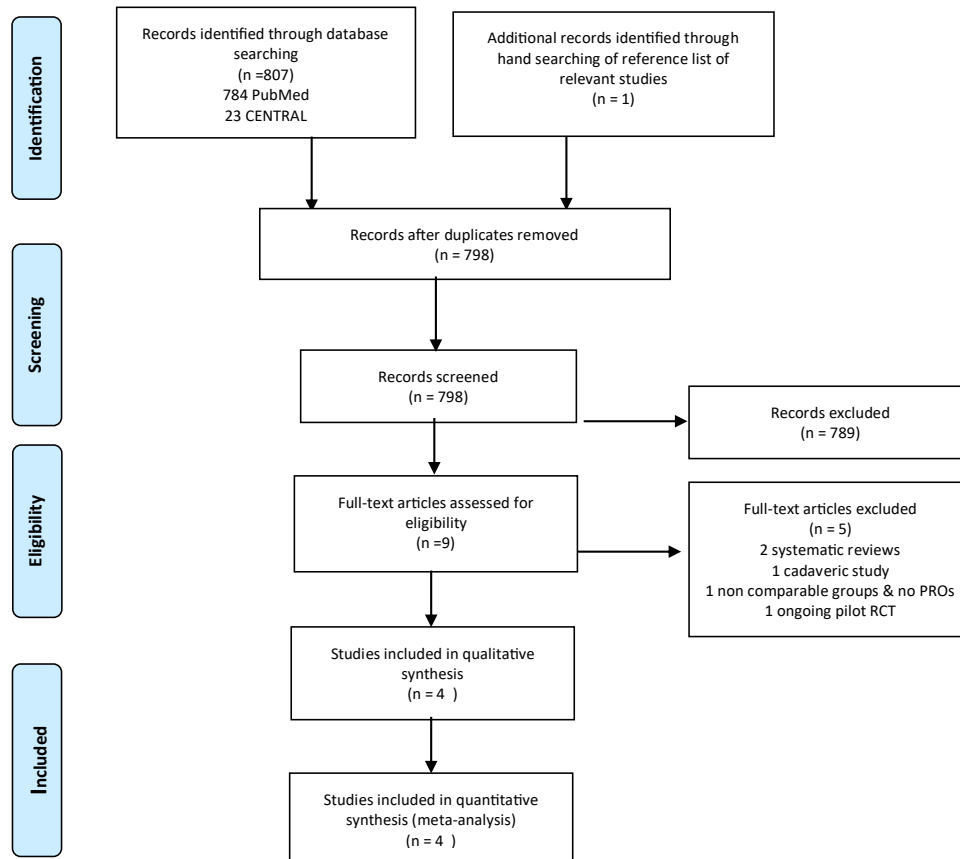 Identification
Records identified through database
searching
(n =807)
784 PubMed
23 CENTRAL
Additional records identified through
hand searching of reference list of
relevant studies
(n = 1)
Records after duplicates removed
(n = 798)
Screening
Records screened
(n = 798)
Records excluded
(n = 789)
Eligibility
Full-text articles assessed for
eligibility
(n =9)
Full-text articles excluded
(n = 5)
2 systematic reviews
1 cadaveric study
1 non comparable groups & no PROs
1 ongoing pilot RCT
Studies included in qualitative
synthesis
(n = 4 )
Included
Studies included in quantitative
synthesis (meta-analysis)
(n = 4 )